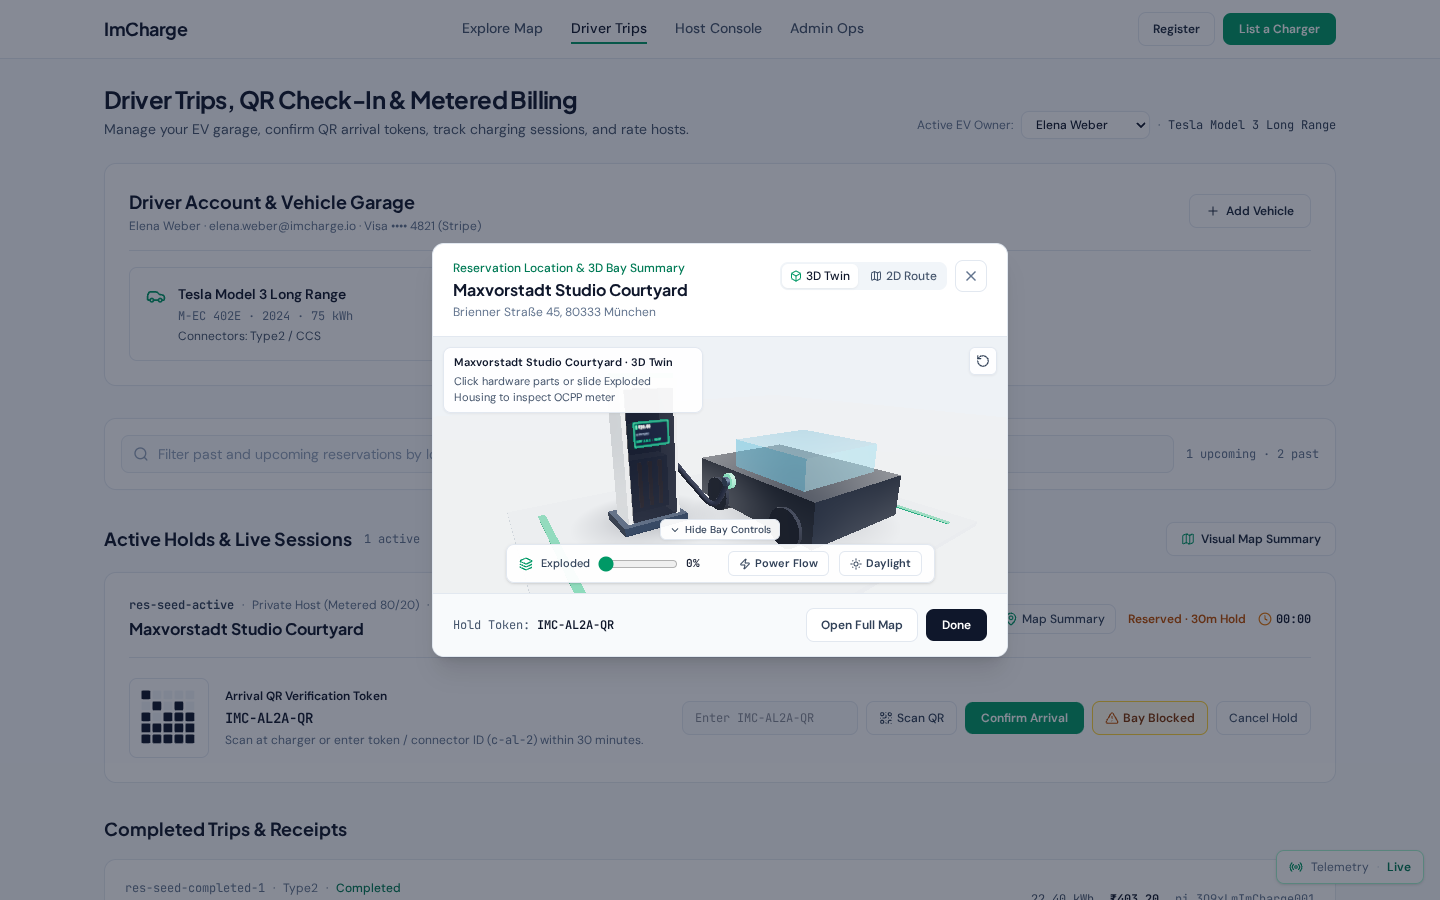 ImCharge
Explore Map
Driver Trips
Host Console
Admin Ops
Register
List a Charger
Driver Trips, QR Check-In & Metered Billing
Manage your EV garage, confirm QR arrival tokens, track charging sessions, and rate hosts.
Active EV Owner:
Elena Weber
· Tesla Model 3 Long Range
Driver Account & Vehicle Garage
Elena Weber · elena.weber@imcharge.io · Visa •••• 4821 (Stripe)
Add Vehicle
Tesla Model 3 Long Range
M-EC 402E · 2024 · 75 kWh
Connectors: Type2 / CCS
Reservation Location & 3D Bay Summary
Maxvorstadt Studio Courtyard
Brienner Straße 45, 80333 München
3D Twin
2D Route
Maxvorstadt Studio Courtyard · 3D Twin
Click hardware parts or slide Exploded
Housing to inspect OCPP meter
Hide Bay Controls
Exploded
0%
Power Flow
Daylight
Hold Token: IMC-AL2A-QR
Open Full Map
Done
Filter past and upcoming reservations by
1 upcoming · 2 past
Active Holds & Live Sessions
1 active
Visual Map Summary
res-seed-active · Private Host (Metered 80/20) ·
Maxvorstadt Studio Courtyard
Map Summary
Reserved · 30m Hold
00:00
Arrival QR Verification Token
IMC-AL2A-QR
Scan at charger or enter token / connector ID (c-al-2) within 30 minutes.
Enter IMC-AL2A-QR
Scan QR
Confirm Arrival
Bay Blocked
Cancel Hold
Completed Trips & Receipts
res-seed-completed-1 · Type2 · Completed
22.40 kWh
₹403.20
pi_3Q9xLmImCharge001
Telemetry · Live